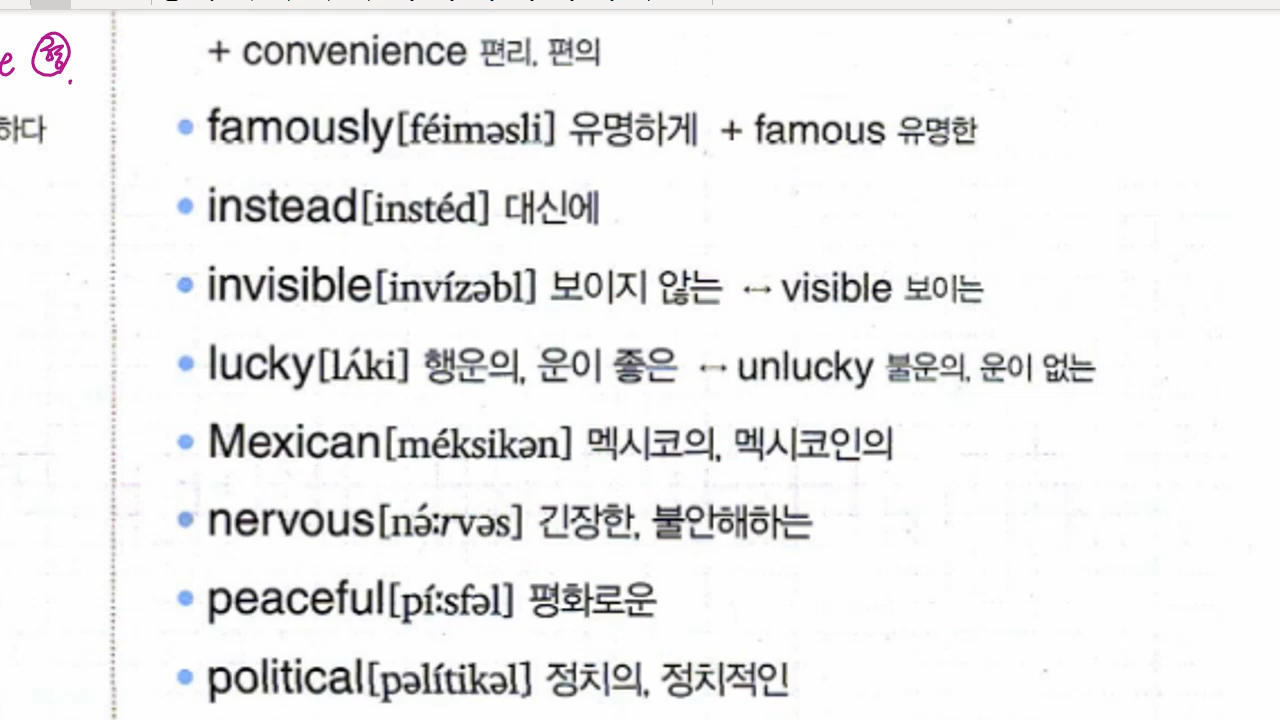 + convenience 편리, 편의
하다
famously[féiməsli] 유명하게 + famous 유명한
instead[instéd] 대신에
invisible[invízəbl] 보이지 않는 ↔ visible 보이는
lucky[lʌ́ki] 행운의, 운이 좋은 ↔ unlucky 불운의, 운이 없는
Mexican[méksikən] 멕시코의, 멕시코인의
nervous[nə́ːrvəs] 긴장한, 불안해하는
peaceful[píːsfəl] 평화로운
political[pəlítikəl] 정치의, 정치적인